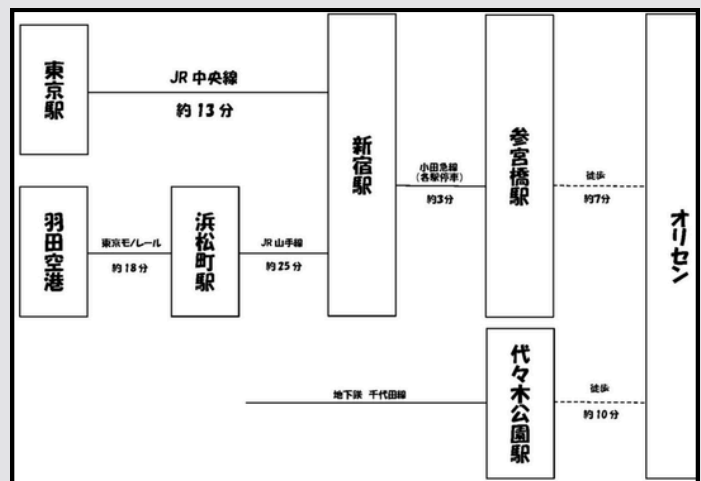 東京駅
JR 中央線
約 13 分
新宿駅
小田急線
(各駅停車)
約3分
参宮橋駅
徒歩
約7分
オリセン
羽田空港
東京モノレール
約 18 分
浜松町駅
JR 山手線
約 25 分
地下鉄 千代田線
代々木公園駅
徒歩
約 10 分